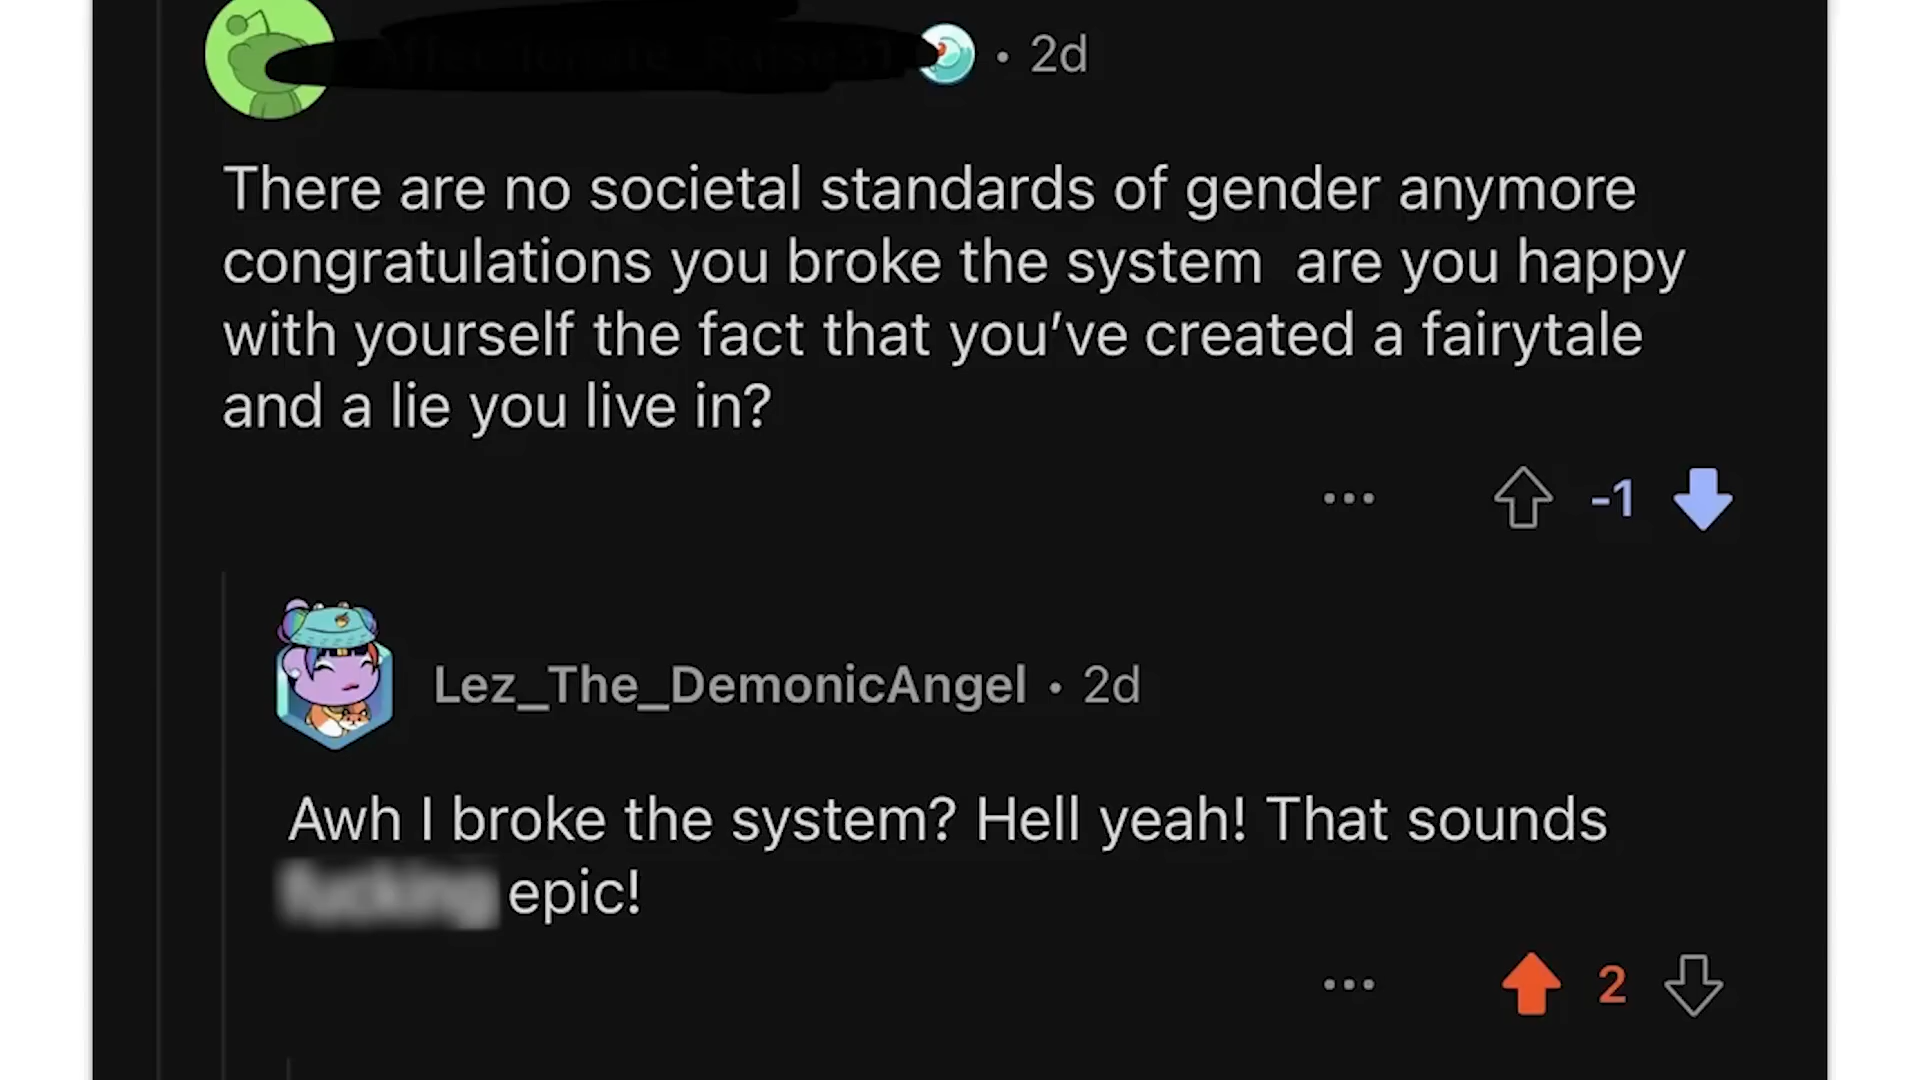 • 2d
There are no societal standards of gender anymore
congratulations you broke the system  are you happy
with yourself the fact that you've created a fairytale
and a lie you live in?
-1
Lez_The_DemonicAngel • 2d
Awh I broke the system? Hell yeah! That sounds
epic!
2